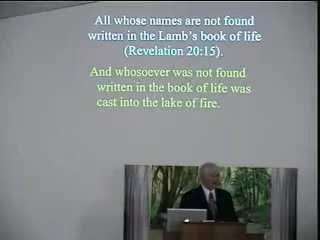 All whose names are not found
written in the Lamb's book of life
(Revelation 20:15).
And whosoever was not found
written in the book of life was
cast into the lake of fire.